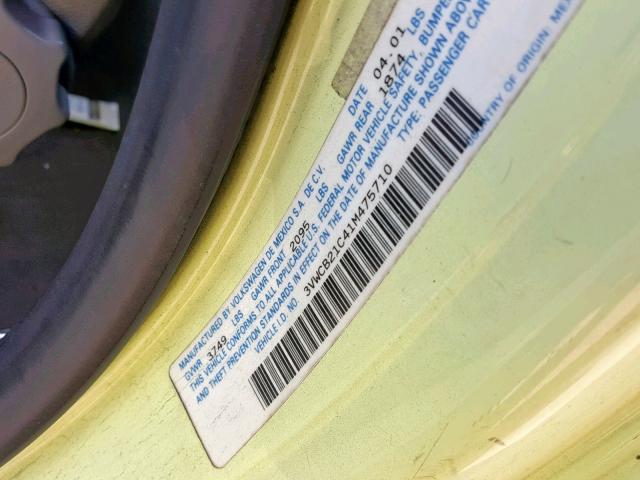 MANUFACTURED BY VOLKSWAGEN DE MEXICO S.A. DE C.V. DATE 04.01
GVWR 3749 LBS GAWR FRONT 2095 LBS GAWR REAR 1874 LBS
THIS VEHICLE CONFORMS TO ALL APPLICABLE U.S. FEDERAL MOTOR VEHICLE SAFETY, BUMPER
AND THEFT PREVENTION STANDARDS IN EFFECT ON THE DATE OF MANUFACTURE SHOWN ABOVE
VEHICLE I.D. NO. 3VWCB21C41M475710 TYPE: PASSENGER CAR
COUNTRY OF ORIGIN: